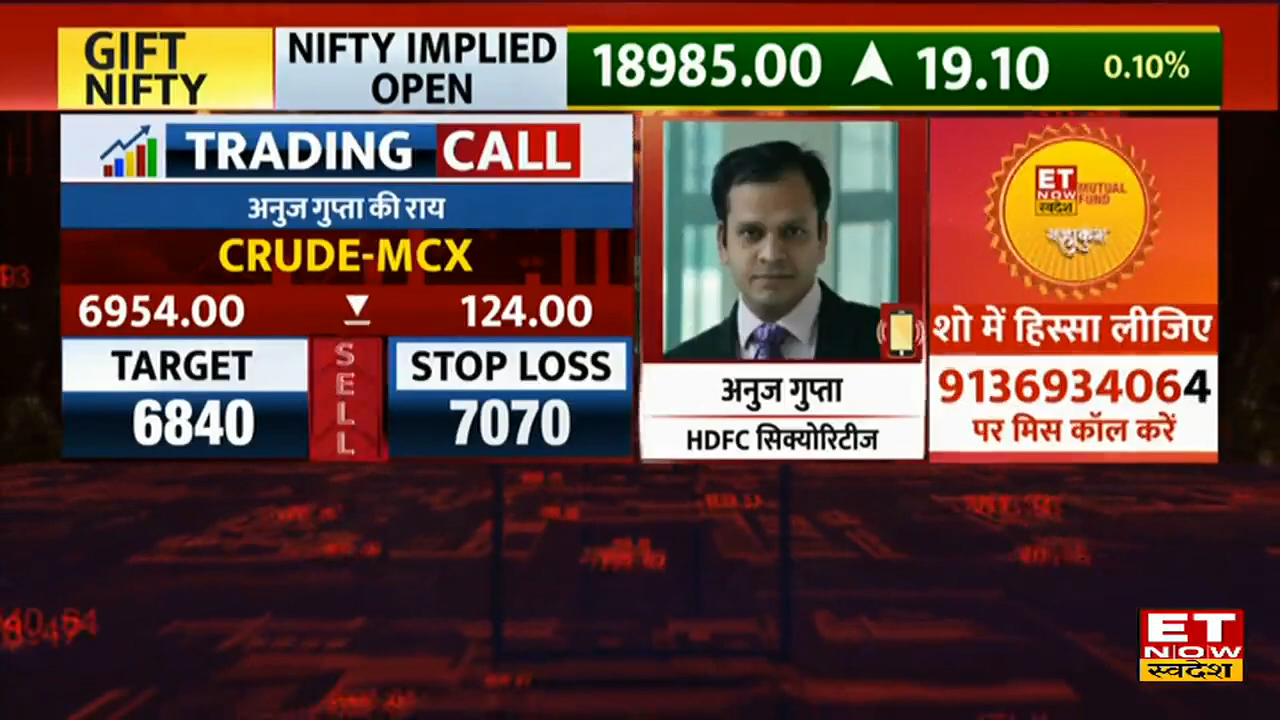 GIFT
NIFTY
NIFTY IMPLIED
OPEN
18985.00 ▲ 19.10 0.10%
TRADING CALL
अनुज गुप्ता की राय
CRUDE-MCX
6954.00 ▼ 124.00
TARGET
6840
SELL
STOP LOSS
7070
अनुज गुप्ता
HDFC सिक्योरिटीज
ET
NOW
स्वदेश
MUTUAL
FUND
शो में हिस्सा लीजिए
9136934064
पर मिस कॉल करें
ET
NOW
स्वदेश